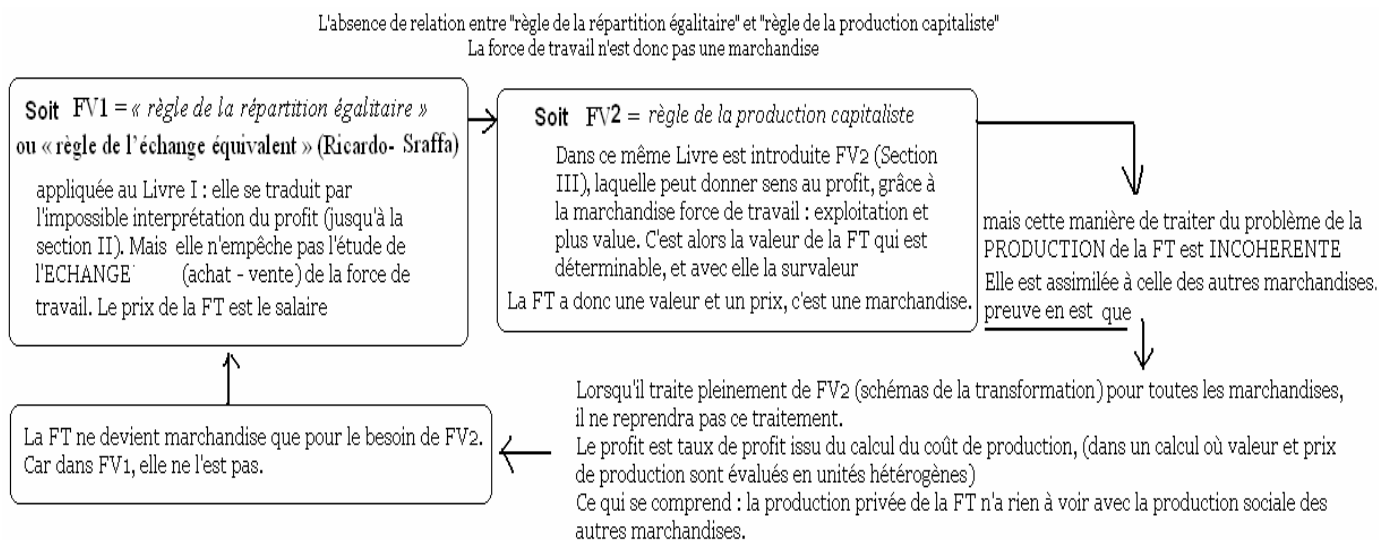 L'absence de relation entre "règle de la répartition égalitaire" et "règle de la production capitaliste"
La force de travail n'est donc pas une marchandise
Soit FV1 = « règle de la répartition égalitaire »
ou « règle de l'échange équivalent » (Ricardo- Sraffa)
appliquée au Livre I : elle se traduit par
l'impossible interprétation du profit (jusqu'à la
section II). Mais elle n'empêche pas l'étude de
l'ECHANGE (achat - vente) de la force de
travail. Le prix de la FT est le salaire
Soit FV2 = règle de la production capitaliste
Dans ce même Livre est introduite FV2 (Section
III), laquelle peut donner sens au profit, grâce à
la marchandise force de travail : exploitation et
plus value. C'est alors la valeur de la FT qui est
déterminable, et avec elle la survaleur
La FT a donc une valeur et un prix, c'est une marchandise.
mais cette manière de traiter du problème de la
PRODUCTION de la FT est INCOHERENTE
Elle est assimilée à celle des autres marchandises.
preuve en est que
Lorsqu'il traite pleinement de FV2 (schémas de la transformation) pour toutes les marchandises,
il ne reprendra pas ce traitement.
Le profit est taux de profit issu du calcul du coût de production, (dans un calcul où valeur et prix
de production sont évalués en unités hétérogènes)
Ce qui se comprend : la production privée de la FT n'a rien à voir avec la production sociale des
autres marchandises.
La FT ne devient marchandise que pour le besoin de FV2.
Car dans FV1, elle ne l'est pas.